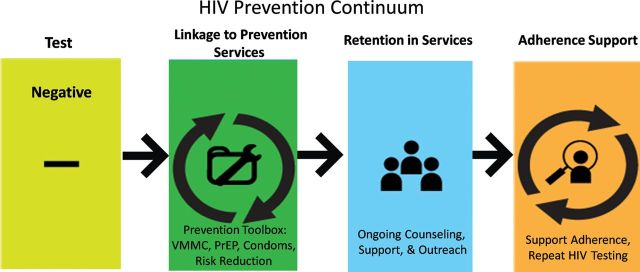 HIV Prevention Continuum
Test
Negative
Linkage to Prevention
Services
Prevention Toolbox:
VMMC, PrEP, Condoms,
Risk Reduction
Retention in Services
Ongoing Counseling,
Support, & Outreach
Adherence Support
Support Adherence,
Repeat HIV Testing